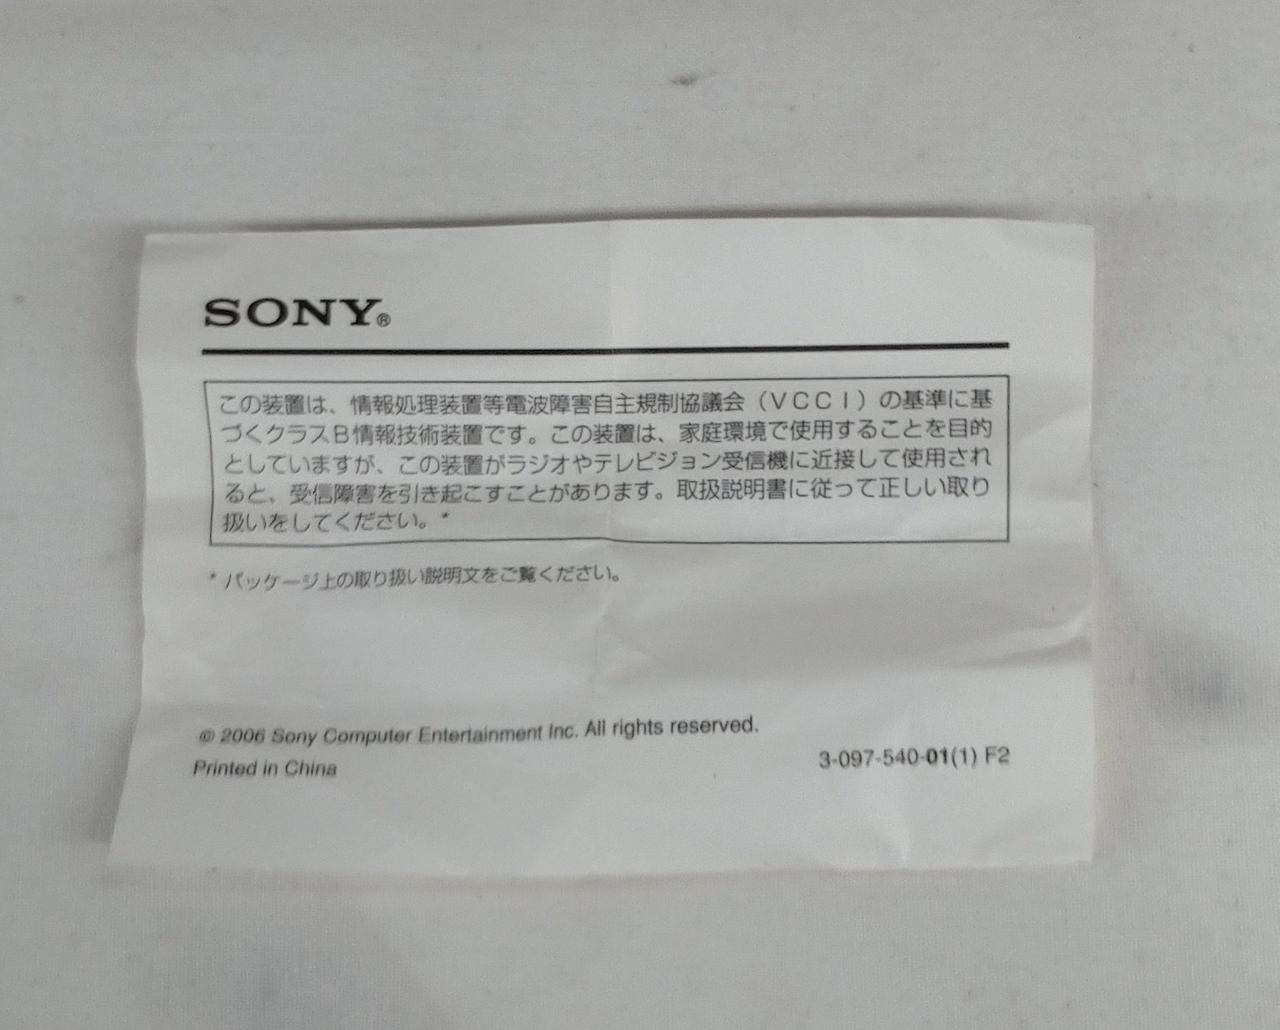 SONY®
この装置は、情報処理装置等電波障害自主規制協議会（ＶＣＣＩ）の基準に基
づくクラスＢ情報技術装置です。この装置は、家庭環境で使用することを目的
としていますが、この装置がラジオやテレビジョン受信機に近接して使用され
ると、受信障害を引き起こすことがあります。取扱説明書に従って正しい取り
扱いをしてください。*
* パッケージ上の取り扱い説明文をご覧ください。
© 2006 Sony Computer Entertainment Inc. All rights reserved.
Printed in China
3-097-540-01(1) F2